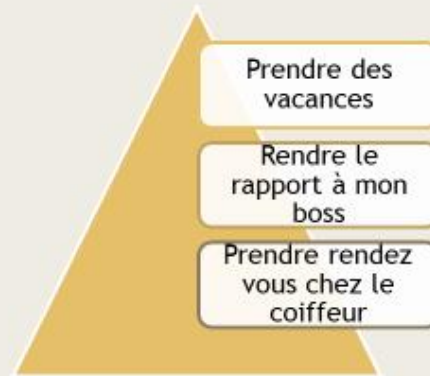 Prendre des
vacances
Rendre le
rapport à mon
boss
Prendre rendez
vous chez le
coiffeur